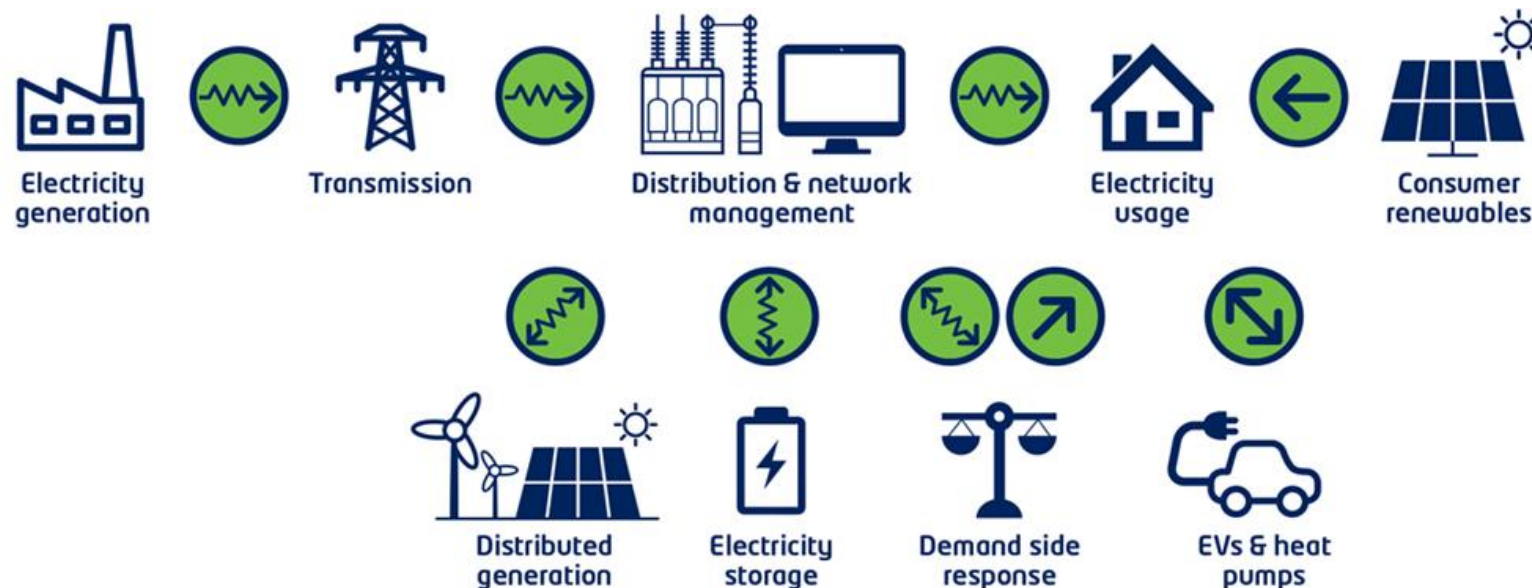 Electricity
generation
Transmission
Distribution & network
management
Electricity
usage
Consumer
renewables
Distributed
generation
Electricity
storage
Demand side
response
EVs & heat
pumps